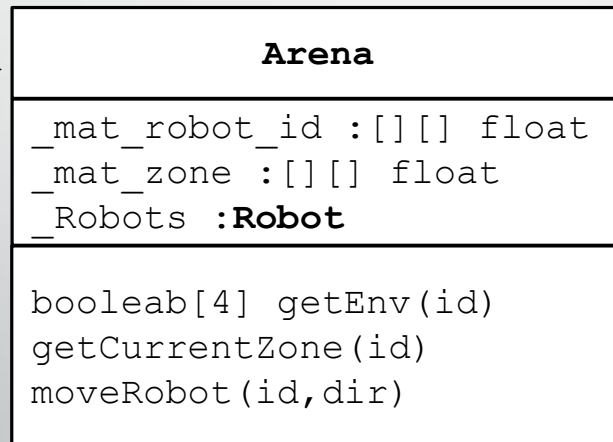 Arena
_mat_robot_id :[][] float
_mat_zone :[][] float
_Robots :Robot
booleab[4] getEnv(id)
getCurrentZone(id)
moveRobot(id,dir)